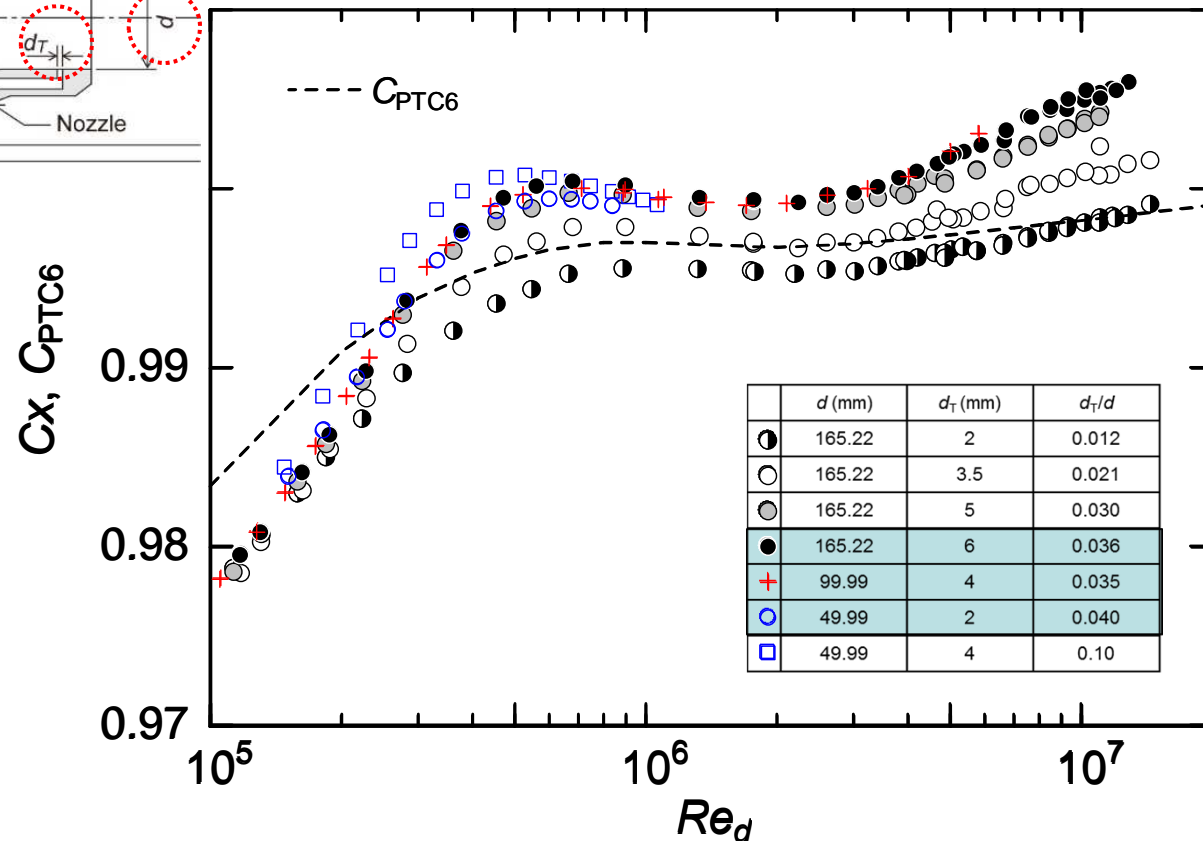 d
dT
Nozzle
CPTC6
Cx, CPTC6
0.99
0.98
0.97
10^5
10^6
10^7
Red
d (mm) dT (mm) dT/d
165.22 2 0.012
165.22 3.5 0.021
165.22 5 0.030
165.22 6 0.036
99.99 4 0.035
49.99 2 0.040
49.99 4 0.10